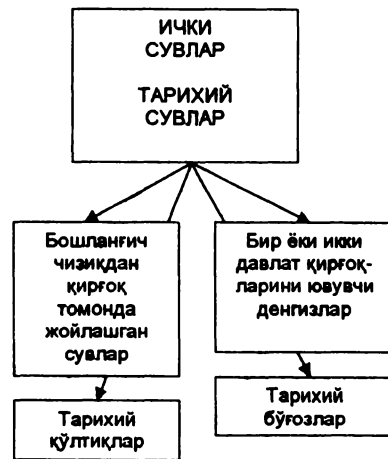 ИЧКИ
СУВЛАР
ТАРИХИЙ
СУВЛАР
Бошланғич
чизиқдан
қирғоқ
томонда
жойлашган
сувлар
Бир ёки икки
давлат қирғоқ-
ларини ювувчи
денгизлар
Тарихий
қўлтиқлар
Тарихий
бўғозлар